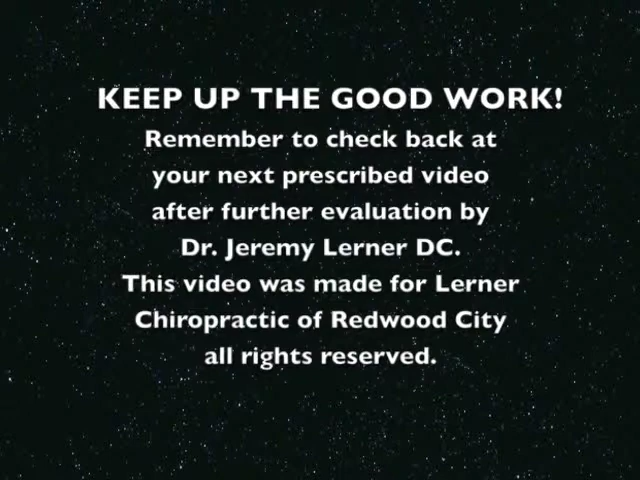 KEEP UP THE GOOD WORK!
Remember to check back at
your next prescribed video
after further evaluation by
Dr. Jeremy Lerner DC.
This video was made for Lerner
Chiropractic of Redwood City
all rights reserved.